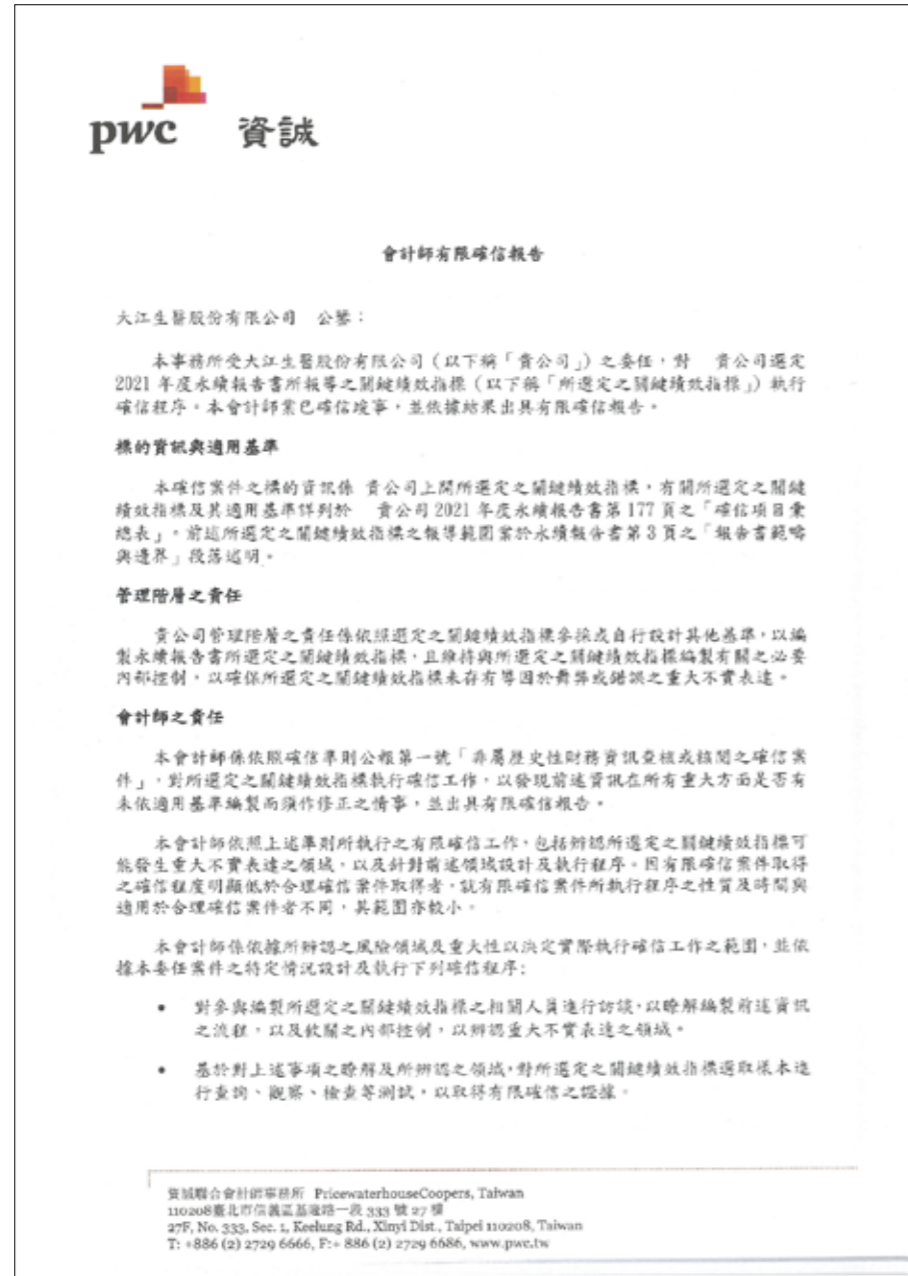 pwc 資誠
會計師有限確信報告
大江生醫股份有限公司 公鑒：
本事務所受大江生醫股份有限公司（以下稱「貴公司」）之委任，對 貴公司選定
2021 年度永續報告書所報導之關鍵績效指標（以下稱「所選定之關鍵績效指標」）執行
確信程序。本會計師業已確信竣事，並依據結果出具有限確信報告。
標的資訊與適用基準
本確信案件之標的資訊係 貴公司上開所選定之關鍵績效指標，有關所選定之關鍵
績效指標及其適用基準詳列於 貴公司 2021 年度永續報告書第 177 頁之「確信項目彙
總表」。前述所選定之關鍵績效指標之報導範圍業於永續報告書第 3 頁之「報告書範疇
與邊界」段落述明。
管理階層之責任
貴公司管理階層之責任係依照選定之關鍵績效指標參採或自行設計其他基準，以編
製永續報告書所選定之關鍵績效指標，且維持與所選定之關鍵績效指標編製有關之必要
內部控制，以確保所選定之關鍵績效指標未存有導因於舞弊或錯誤之重大不實表達。
會計師之責任
本會計師係依照確信準則公報第一號「非屬歷史性財務資訊查核或核閱之確信案
件」，對所選定之關鍵績效指標執行確信工作，以發現前述資訊在所有重大方面是否有
未依適用基準編製而須作修正之情事，並出具有限確信報告。
本會計師依照上述準則所執行之有限確信工作，包括辨認所選定之關鍵績效指標可
能發生重大不實表達之領域，以及針對前述領域設計及執行程序。因有限確信案件取得
之確信程度明顯低於合理確信案件取得者，就有限確信案件所執行程序之性質及時間與
適用於合理確信案件者不同，其範圍亦較小。
本會計師係依據所辨認之風險領域及重大性以決定實際執行確信工作之範圍，並依
據本委任案件之特定情況設計及執行下列確信程序：
• 對參與編製所選定之關鍵績效指標之相關人員進行訪談，以瞭解編製前述資訊
之流程，以及攸關之內部控制，以辨認重大不實表達之領域。
• 基於對上述事項之瞭解及所辨認之領域，對所選定之關鍵績效指標選取樣本進
行查詢、觀察、檢查等測試，以取得有限確信之證據。
資誠聯合會計師事務所 PricewaterhouseCoopers, Taiwan
110208臺北市信義區基隆路一段 333 號 27 樓
27F, No. 333, Sec. 1, Keelung Rd., Xinyi Dist., Taipei 110208, Taiwan
T: +886 (2) 2729 6666, F:+ 886 (2) 2729 6686, www.pwc.tw